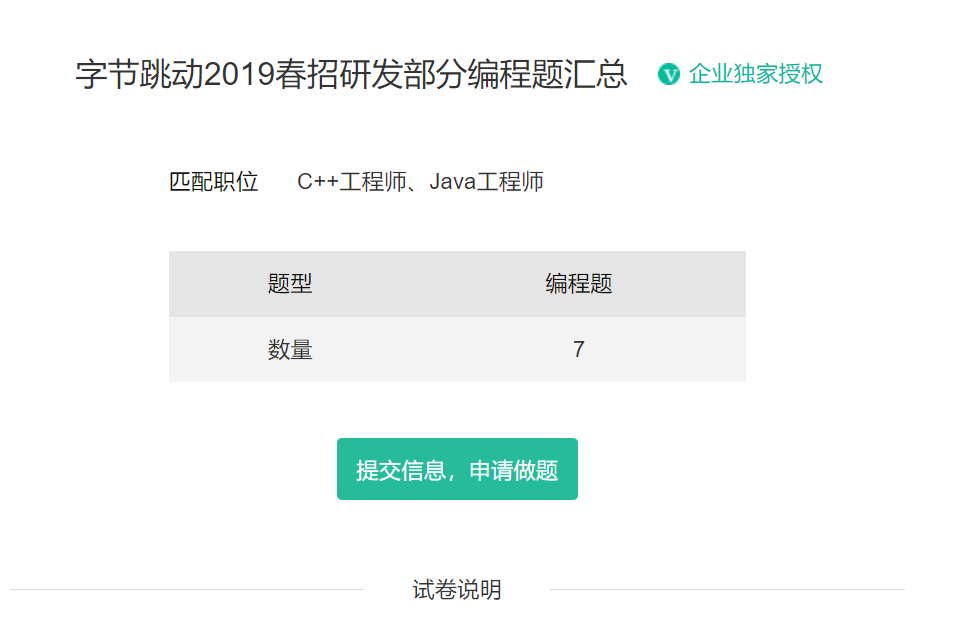 字节跳动2019春招研发部分编程题汇总 V 企业独家授权
匹配职位 C++工程师、Java工程师
题型 编程题
数量 7
提交信息，申请做题
试卷说明